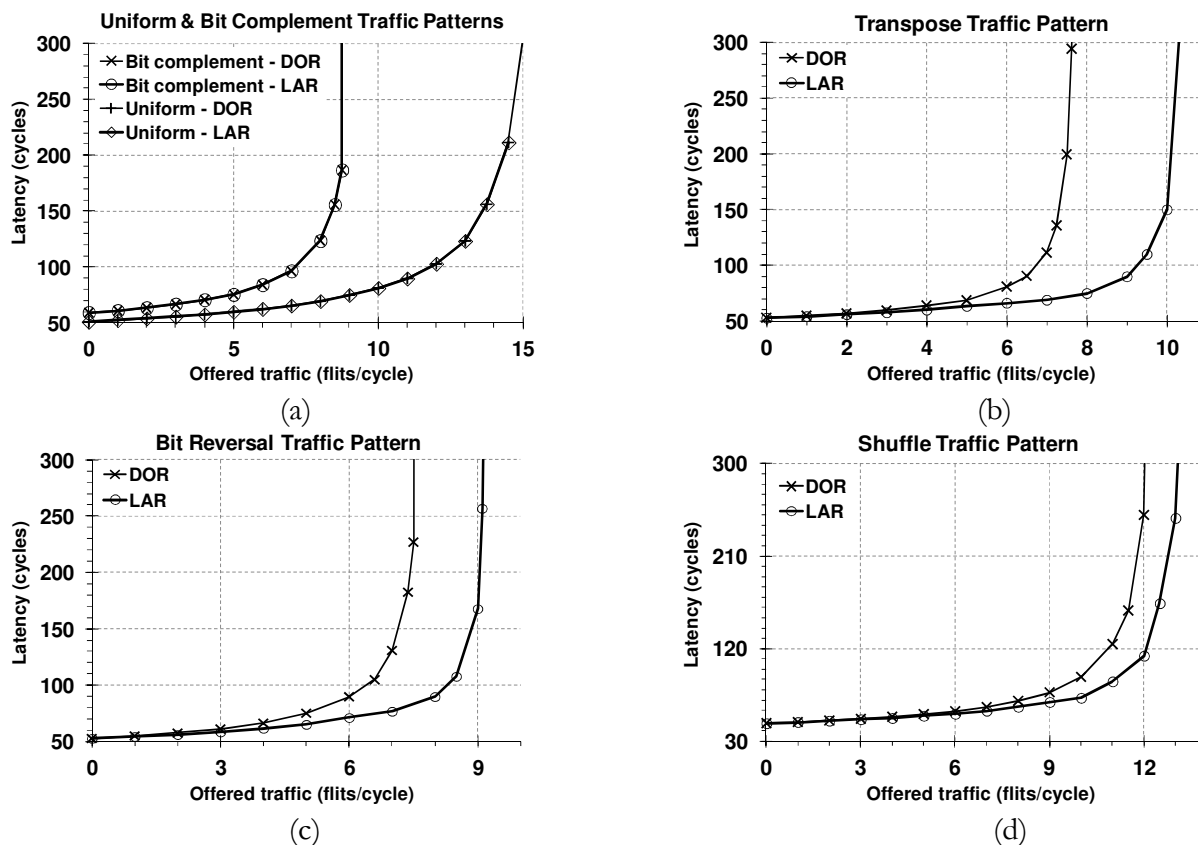 Uniform & Bit Complement Traffic Patterns
300
250
200
150
100
50
Latency (cycles)
Bit complement - DOR
Bit complement - LAR
Uniform - DOR
Uniform - LAR
0 5 10 15
Offered traffic (flits/cycle)
(a)
Transpose Traffic Pattern
300
250
200
150
100
50
Latency (cycles)
DOR
LAR
0 2 4 6 8 10
Offered traffic (flits/cycle)
(b)
Bit Reversal Traffic Pattern
300
250
200
150
100
50
Latency (cycles)
DOR
LAR
0 3 6 9
Offered traffic (flits/cycle)
(c)
Shuffle Traffic Pattern
300
210
120
30
Latency (cycles)
DOR
LAR
0 3 6 9 12
Offered traffic (flits/cycle)
(d)